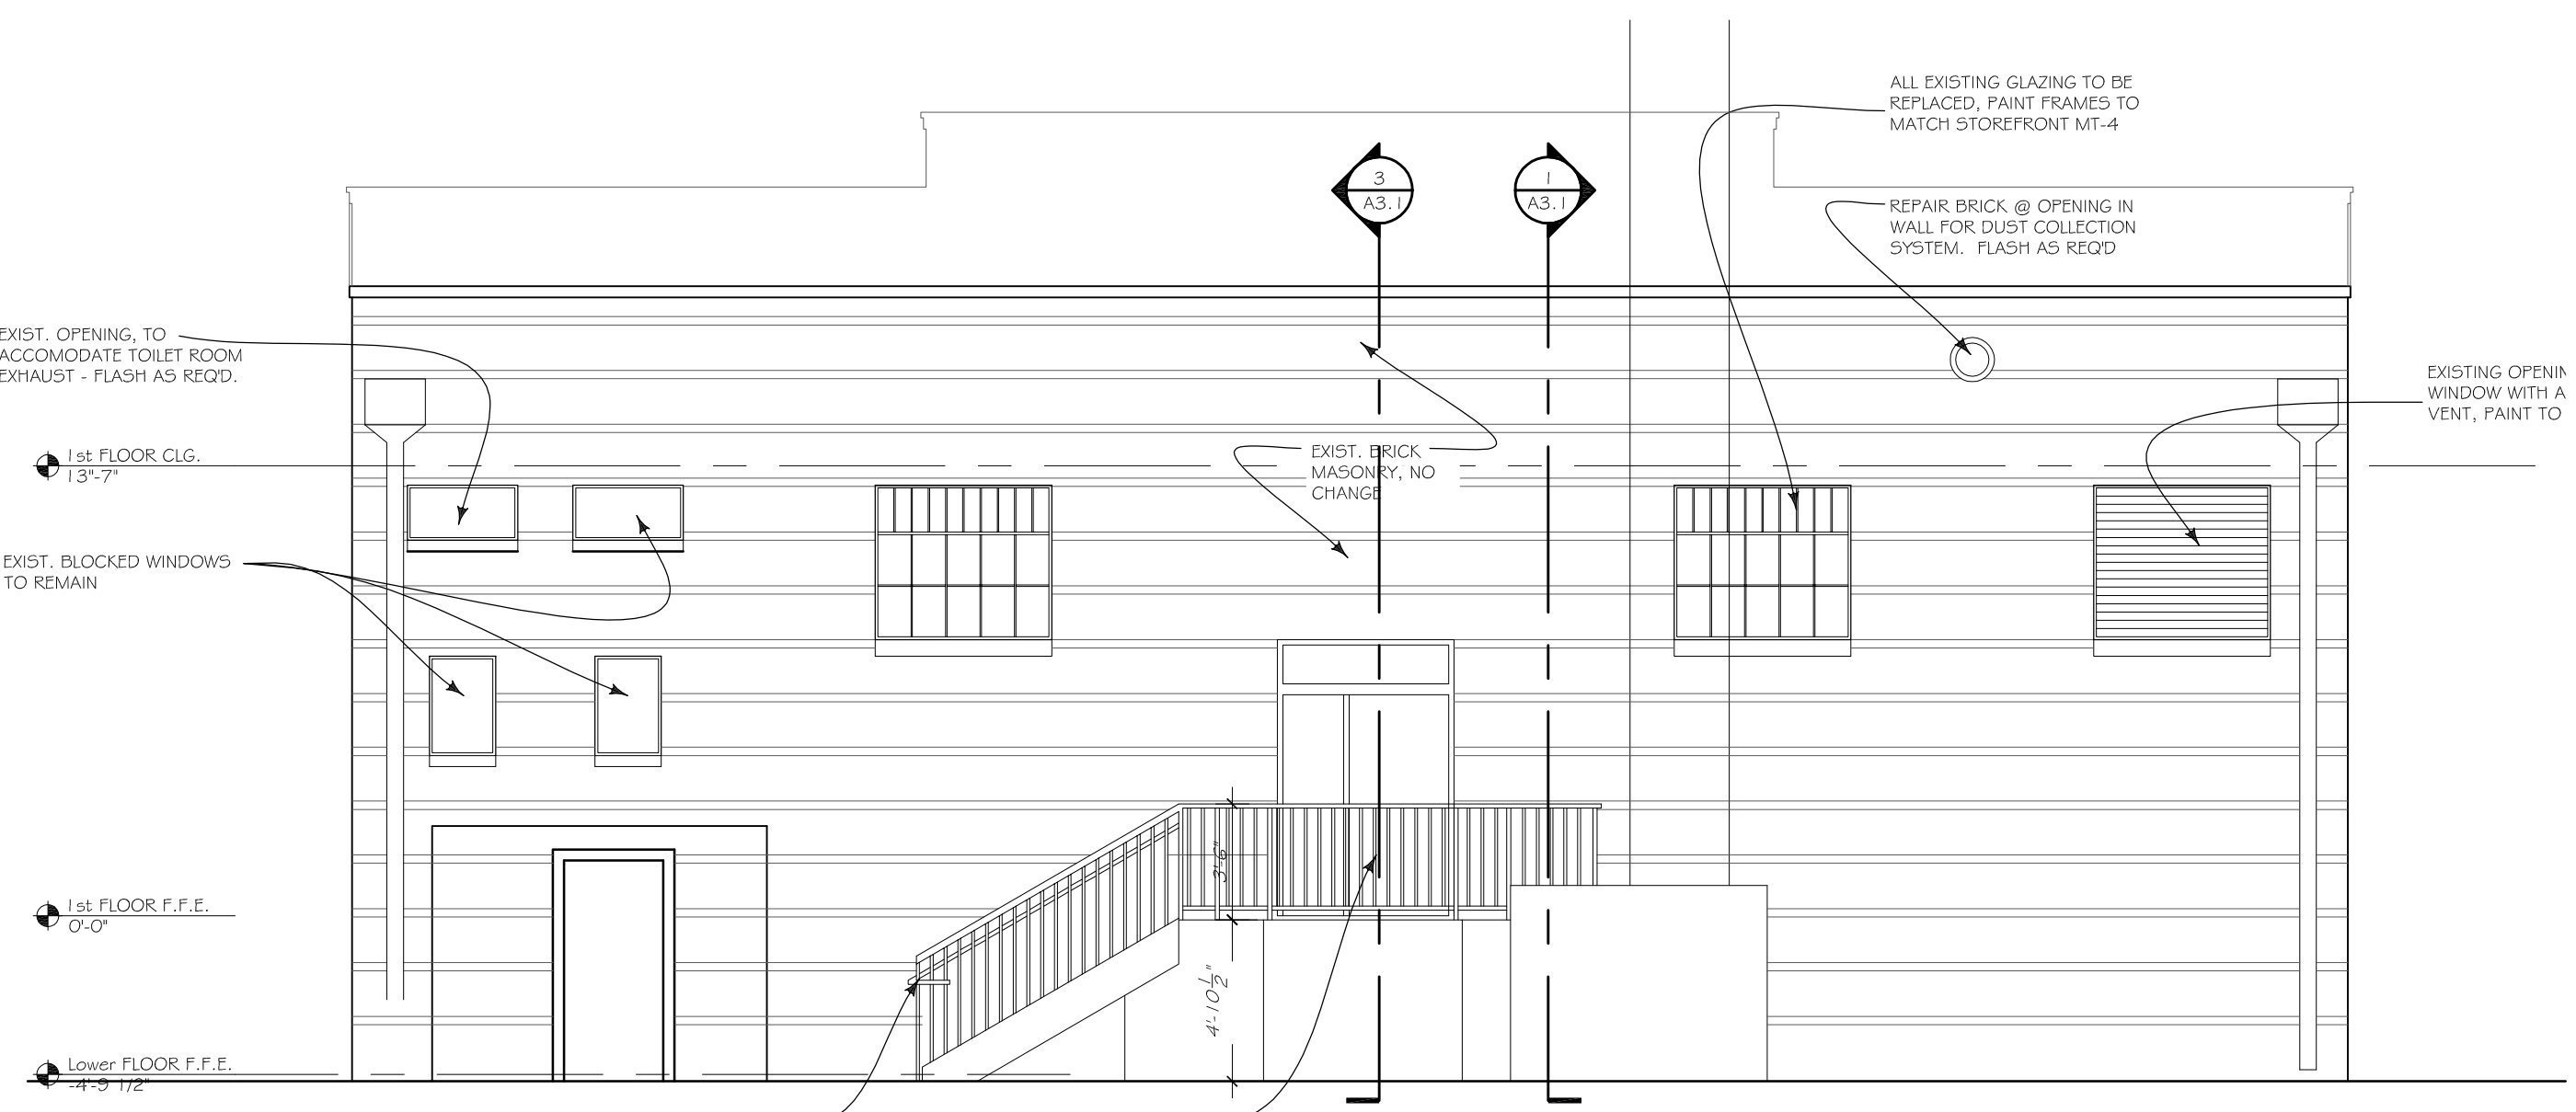 ALL EXISTING GLAZING TO BE
REPLACED, PAINT FRAMES TO
MATCH STOREFRONT MT-4
3
A3.1
1
A3.1
REPAIR BRICK @ OPENING IN
WALL FOR DUST COLLECTION
SYSTEM. FLASH AS REQ'D
EXIST. OPENING, TO
ACCOMODATE TOILET ROOM
EXHAUST - FLASH AS REQ'D.
EXISTING OPENIN
WINDOW WITH A
VENT, PAINT TO
1st FLOOR CLG.
13"-7"
EXIST. BRICK
MASONRY, NO
CHANGE
EXIST. BLOCKED WINDOWS
TO REMAIN
3'-6"
1st FLOOR F.F.E.
0'-0"
4'-10 1/2"
Lower FLOOR F.F.E.
-4'-9 1/2"